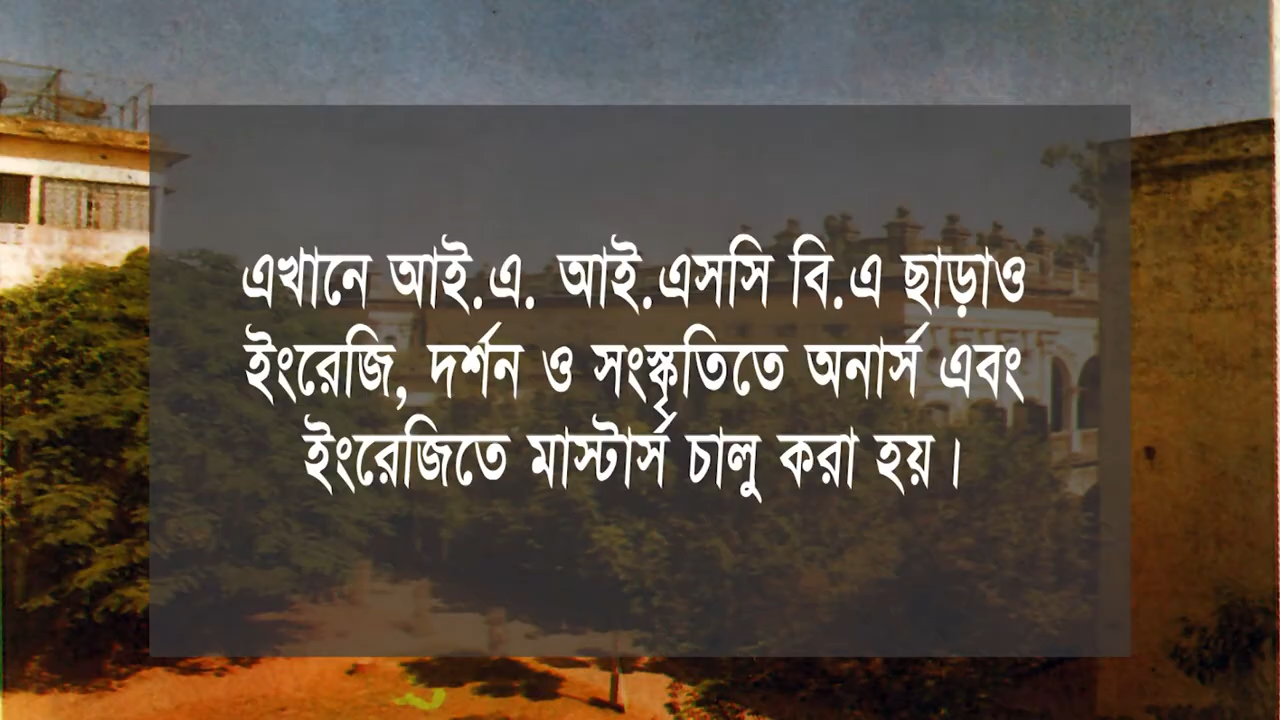 এখানে আই.এ. আই.এসসি বি.এ ছাড়াও
ইংরেজি, দর্শন ও সংস্কৃতিতে অনার্স এবং
ইংরেজিতে মাস্টার্স চালু করা হয়।